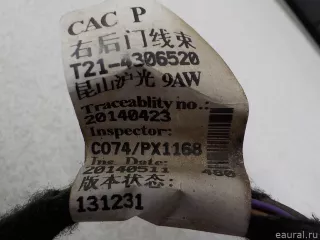 CAC P
右后门线束
T21-4306520
昆山沪光 9AW
Traceablity no.:
20140423
Inspector:
C074/PX1168
Ins. Date:
20140511
480
版本状态:
131231
eaural.ru